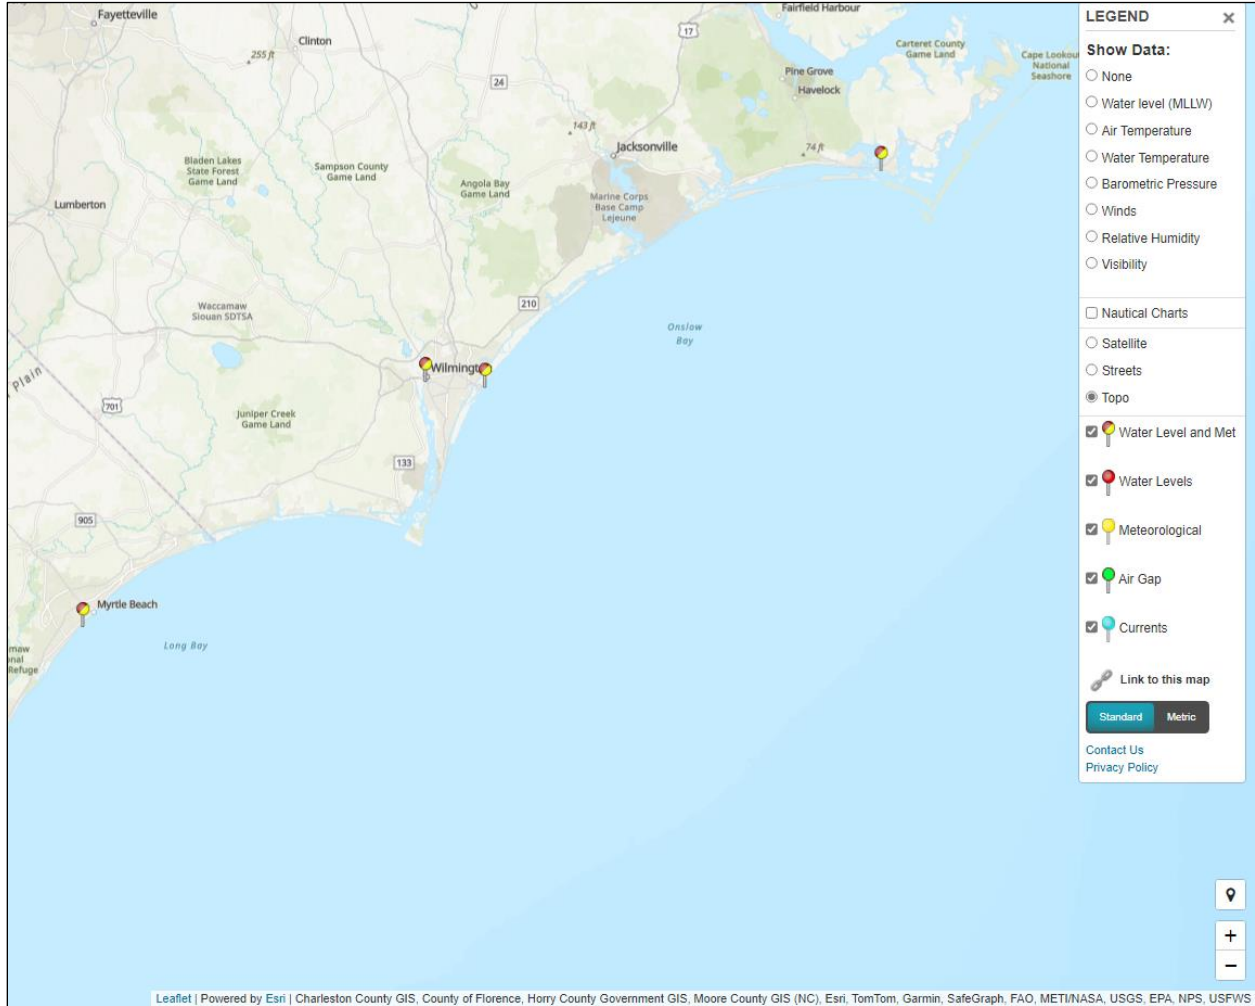 Fayetteville
255 ft
Clinton
17
Fairfield Harbour
Carteret County
Game Land
Cape Lookou
National
Seashore
24
Pine Grove
Havelock
143 ft
Jacksonville
74 ft
Bladen Lakes
State Forest
Game Land
Sampson County
Game Land
Angola Bay
Game Land
Marine Corps
Base Camp
Lejeune
Lumberton
Waccamaw
Siouan SDTSA
210
Onslow
Bay
Wilmingt
Plain
701
Juniper Creek
Game Land
133
905
Myrtle Beach
Long Bay
maw
onal
Refuge
LEGEND ×
Show Data:
None
Water level (MLLW)
Air Temperature
Water Temperature
Barometric Pressure
Winds
Relative Humidity
Visibility
Nautical Charts
Satellite
Streets
Topo
Water Level and Met
Water Levels
Meteorological
Air Gap
Currents
Link to this map
Standard Metric
Contact Us
Privacy Policy
+
−
Leaflet | Powered by Esri | Charleston County GIS, County of Florence, Horry County Government GIS, Moore County GIS (NC), Esri, TomTom, Garmin, SafeGraph, FAO, METI/NASA, USGS, EPA, NPS, USFWS